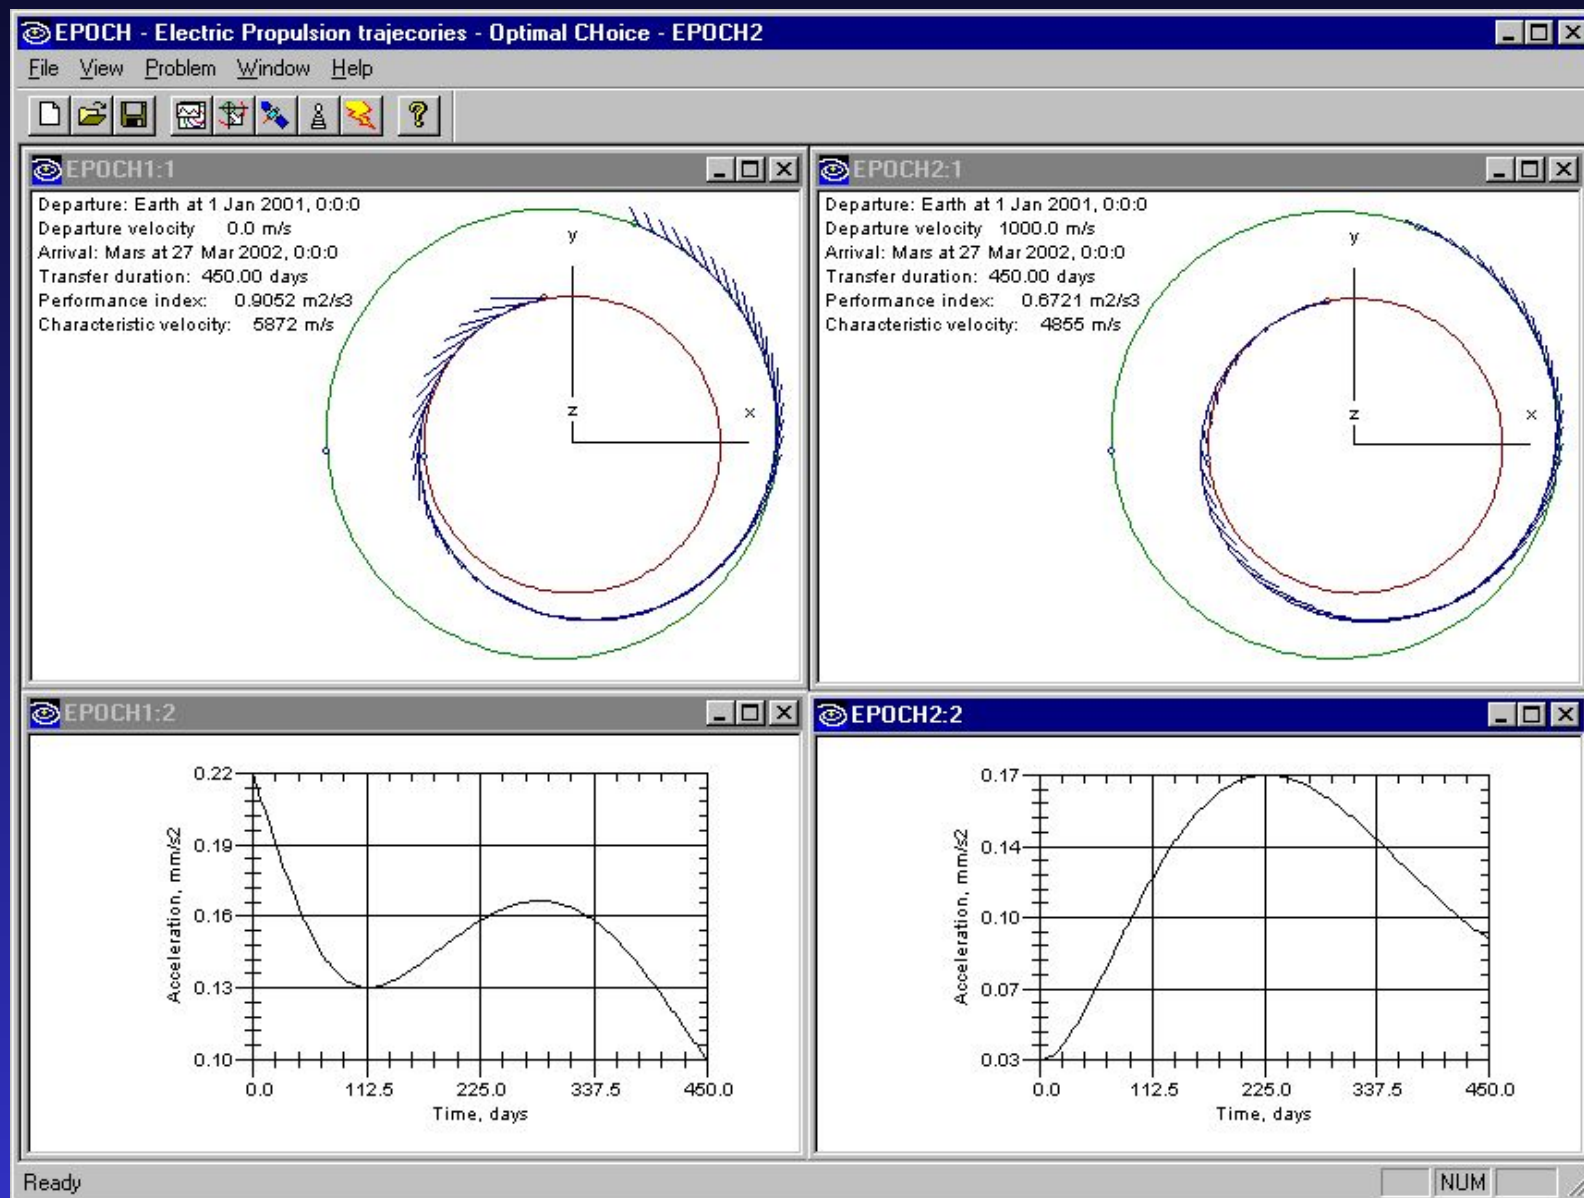 EPOCH - Electric Propulsion trajecories - Optimal CHoice - EPOCH2
File View Problem Window Help
EPOCH1:1
Departure: Earth at 1 Jan 2001, 0:0:0
Departure velocity 0.0 m/s
Arrival: Mars at 27 Mar 2002, 0:0:0
Transfer duration: 450.00 days
Performance index: 0.9052 m2/s3
Characteristic velocity: 5872 m/s
y
z
x
EPOCH2:1
Departure: Earth at 1 Jan 2001, 0:0:0
Departure velocity 1000.0 m/s
Arrival: Mars at 27 Mar 2002, 0:0:0
Transfer duration: 450.00 days
Performance index: 0.6721 m2/s3
Characteristic velocity: 4855 m/s
y
z
x
EPOCH1:2
Acceleration, mm/s2
0.22
0.19
0.16
0.13
0.10
0.0 112.5 225.0 337.5 450.0
Time, days
EPOCH2:2
Acceleration, mm/s2
0.17
0.14
0.10
0.07
0.03
0.0 112.5 225.0 337.5 450.0
Time, days
Ready
NUM